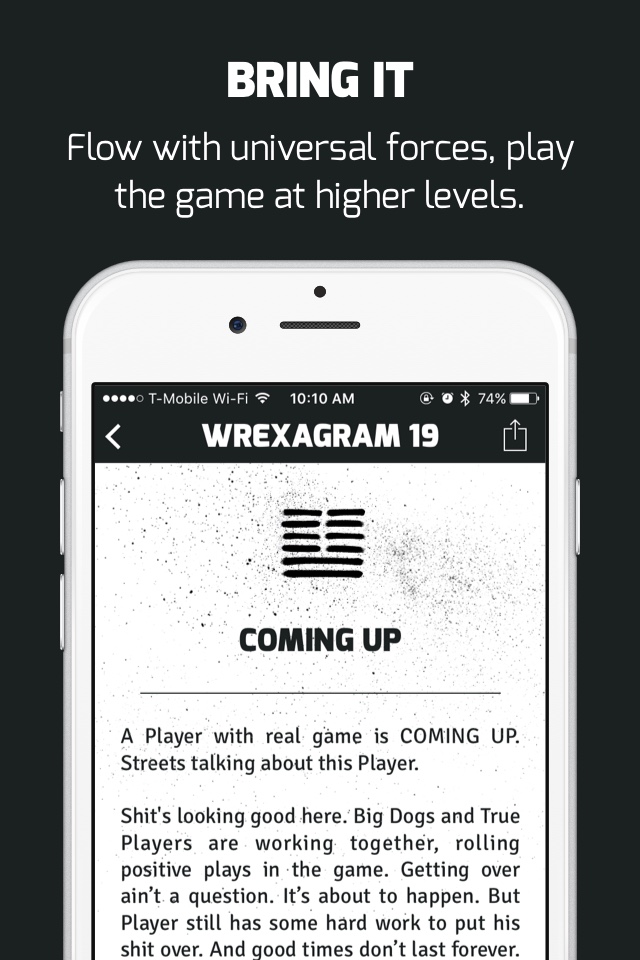 BRING IT
Flow with universal forces, play
the game at higher levels.
T-Mobile Wi-Fi 10:10 AM 74%
WREXAGRAM 19
COMING UP
A Player with real game is COMING UP.
Streets talking about this Player.
Shit's looking good here. Big Dogs and True
Players are working together, rolling
positive plays in the game. Getting over
ain’t a question. It’s about to happen. But
Player still has some hard work to put his
shit over. And good times don’t last forever.